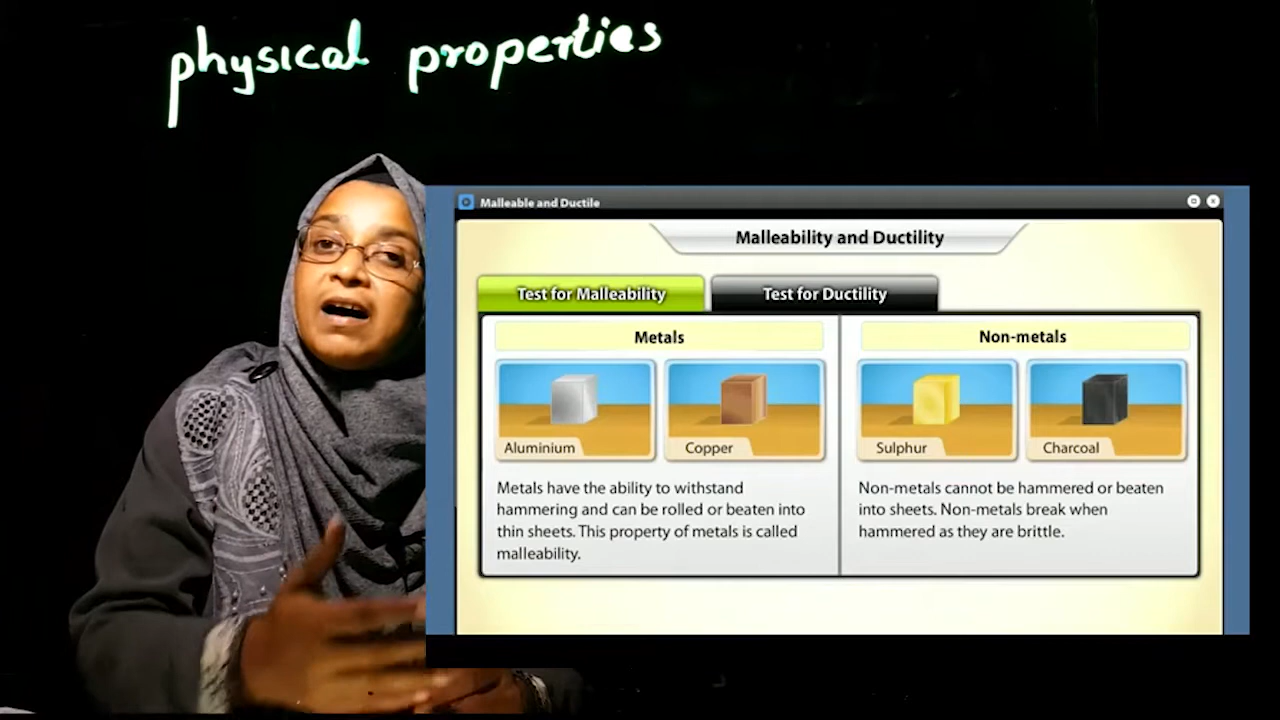 physical properties
Malleable and Ductile
Malleability and Ductility
Test for Malleability
Test for Ductility
Metals
Aluminium
Copper
Metals have the ability to withstand
hammering and can be rolled or beaten into
thin sheets. This property of metals is called
malleability.
Non-metals
Sulphur
Charcoal
Non-metals cannot be hammered or beaten
into sheets. Non-metals break when
hammered as they are brittle.